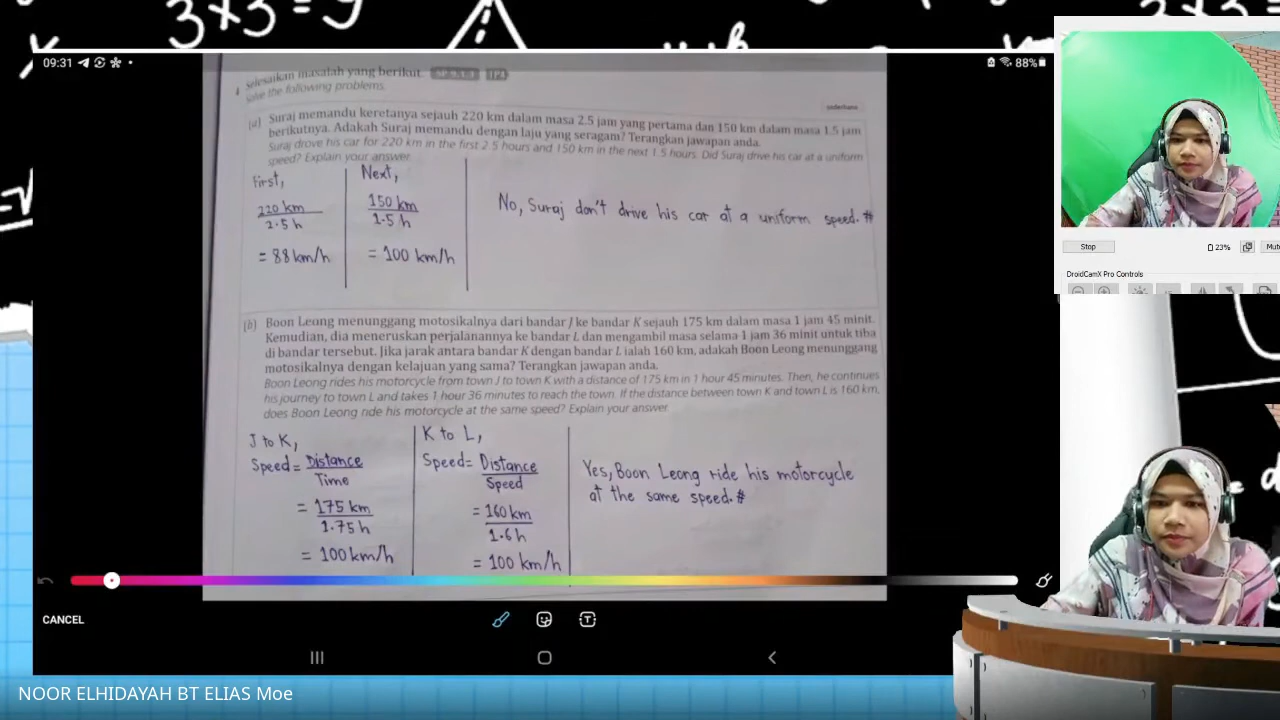 3x3=9
09:31
88%
4 Selesaikan masalah yang berikut.
Solve the following problems.
(a) Suraj memandu keretanya sejauh 220 km dalam masa 2.5 jam yang pertama dan 150 km dalam masa 1.5 jam
berikutnya. Adakah Suraj memandu dengan laju yang seragam? Terangkan jawapan anda.
Suraj drove his car for 220 km in the first 2.5 hours and 150 km in the next 1.5 hours. Did Suraj drive his car at a uniform
speed? Explain your answer.
First,
220 km
2.5 h
= 88 km/h
Next,
150 km
1.5 h
= 100 km/h
No, Suraj don't drive his car at a uniform speed.#
(b) Boon Leong menunggang motosikalnya dari bandar J ke bandar K sejauh 175 km dalam masa 1 jam 45 minit.
Kemudian, dia meneruskan perjalanannya ke bandar L dan mengambil masa selama 1 jam 36 minit untuk tiba
di bandar tersebut. Jika jarak antara bandar K dengan bandar L ialah 160 km, adakah Boon Leong menunggang
motosikalnya dengan kelajuan yang sama? Terangkan jawapan anda.
Boon Leong rides his motorcycle from town J to town K with a distance of 175 km in 1 hour 45 minutes. Then, he continues
his journey to town L and takes 1 hour 36 minutes to reach the town. If the distance between town K and town L is 160 km,
does Boon Leong ride his motorcycle at the same speed? Explain your answer.
J to K,
Speed = Distance
Time
= 175 km
1.75 h
= 100 km/h
K to L,
Speed = Distance
Speed
= 160 km
1.6 h
= 100 km/h
Yes, Boon Leong ride his motorcycle
at the same speed.#
CANCEL
Stop
23%
DroidCamX Pro Controls
NOOR ELHIDAYAH BT ELIAS Moe